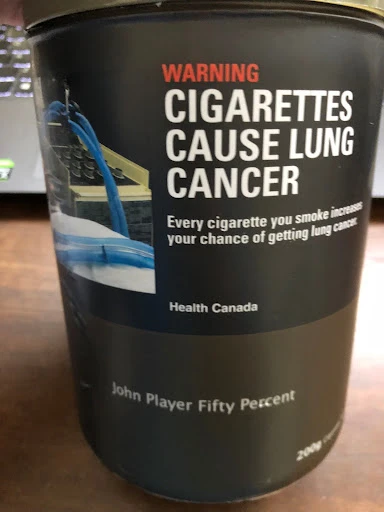 WARNING
CIGARETTES
CAUSE LUNG
CANCER
Every cigarette you smoke increases
your chance of getting lung cancer.
Health Canada
John Player Fifty Percent
200g